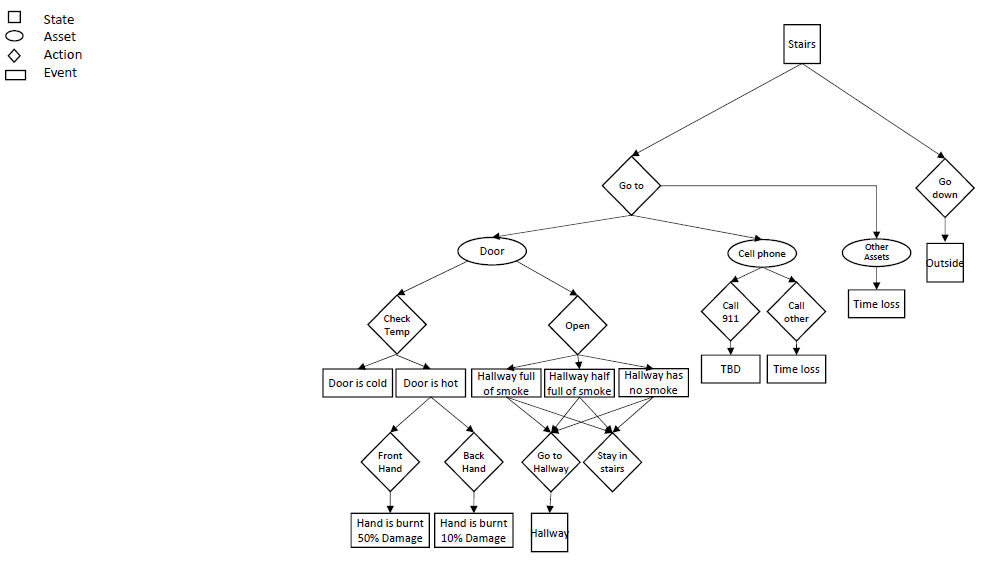 State
Asset
Action
Event
Stairs
Go to
Go
down
Door
Cell phone
Other
Assets
Outside
Check
Temp
Open
Call
911
Call
other
Time loss
Door is cold
Door is hot
Hallway full
of smoke
Hallway half
full of smoke
Hallway has
no smoke
TBD
Time loss
Front
Hand
Back
Hand
Go to
Hallway
Stay in
stairs
Hand is burnt
50% Damage
Hand is burnt
10% Damage
Hallway